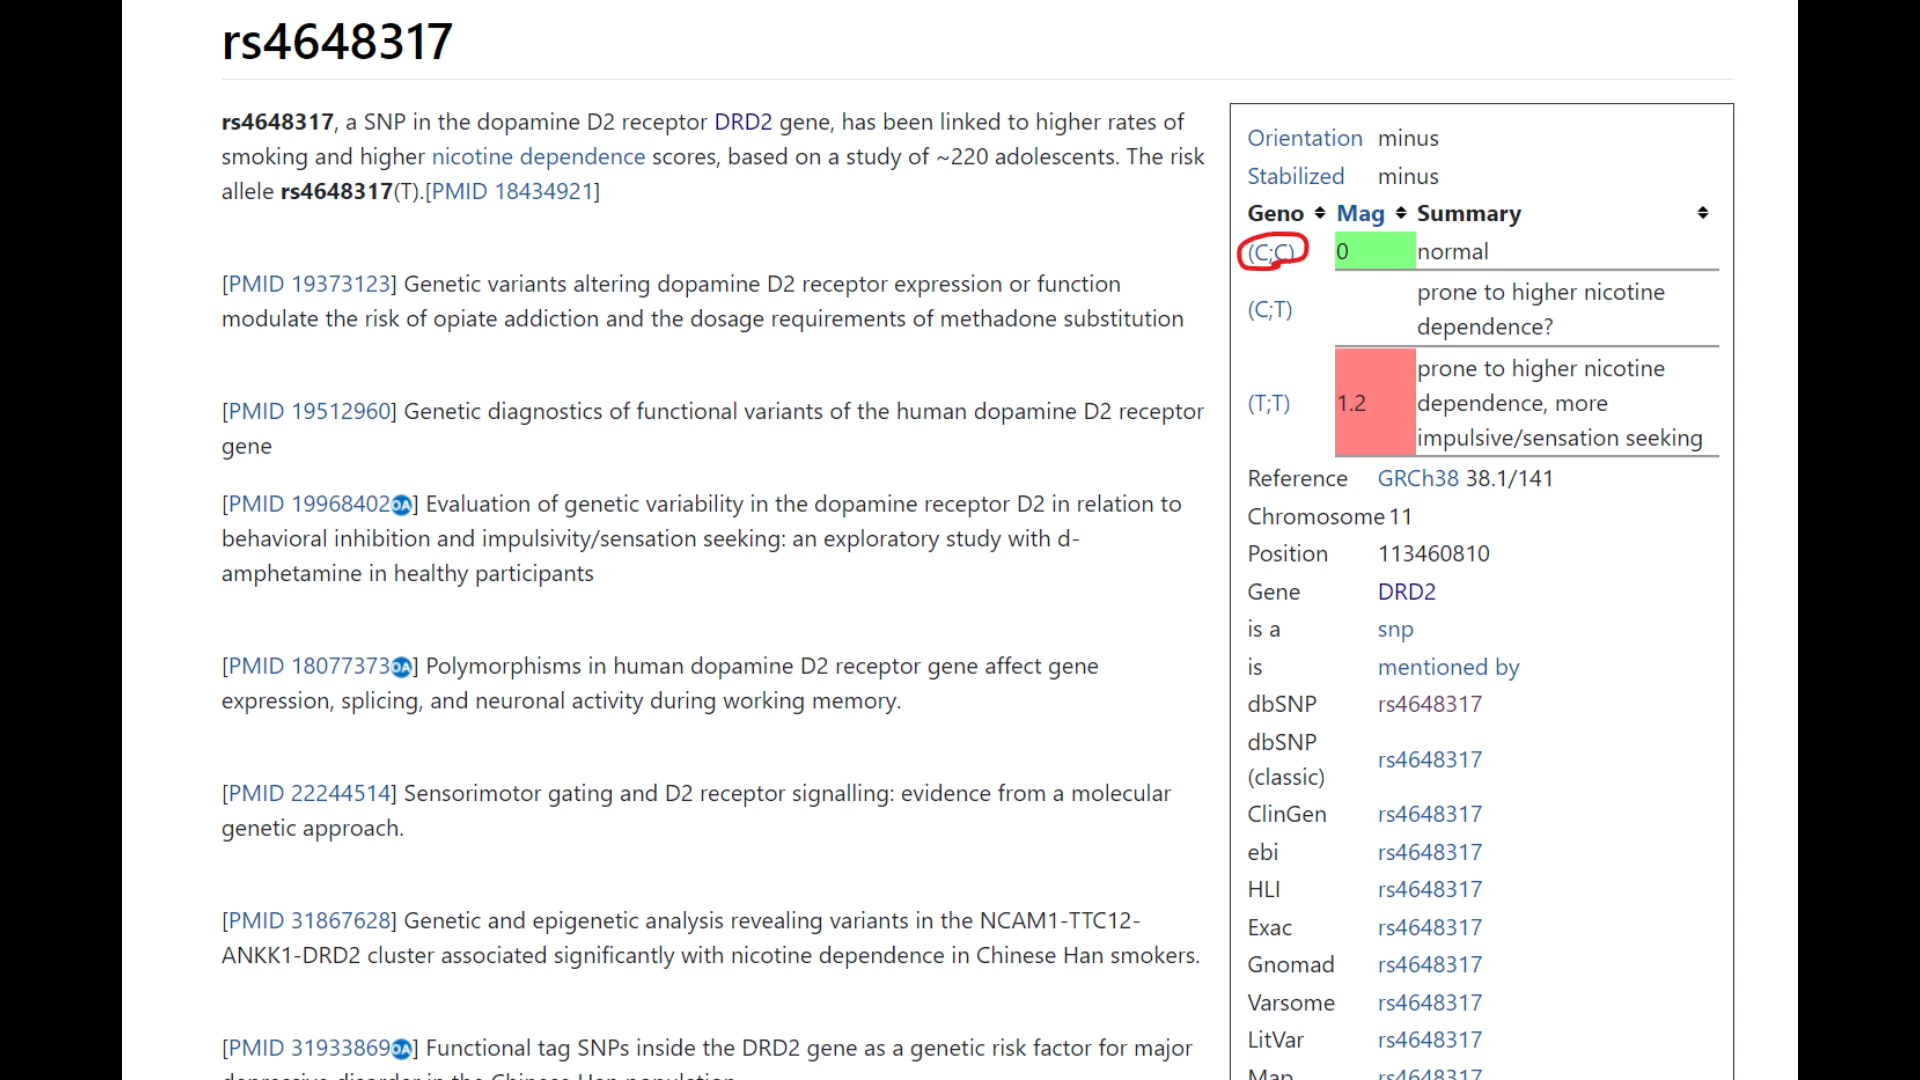 rs4648317
rs4648317, a SNP in the dopamine D2 receptor DRD2 gene, has been linked to higher rates of
smoking and higher nicotine dependence scores, based on a study of ~220 adolescents. The risk
allele rs4648317(T).[PMID 18434921]
[PMID 19373123] Genetic variants altering dopamine D2 receptor expression or function
modulate the risk of opiate addiction and the dosage requirements of methadone substitution
[PMID 19512960] Genetic diagnostics of functional variants of the human dopamine D2 receptor
gene
[PMID 19968402OA] Evaluation of genetic variability in the dopamine receptor D2 in relation to
behavioral inhibition and impulsivity/sensation seeking: an exploratory study with d-
amphetamine in healthy participants
[PMID 18077373OA] Polymorphisms in human dopamine D2 receptor gene affect gene
expression, splicing, and neuronal activity during working memory.
[PMID 22244514] Sensorimotor gating and D2 receptor signalling: evidence from a molecular
genetic approach.
[PMID 31867628] Genetic and epigenetic analysis revealing variants in the NCAM1-TTC12-
ANKK1-DRD2 cluster associated significantly with nicotine dependence in Chinese Han smokers.
[PMID 31933869OA] Functional tag SNPs inside the DRD2 gene as a genetic risk factor for major
depressive disorder in the Chinese Han population
Orientation minus
Stabilized minus
Geno Mag Summary
(C;C) 0 normal
(C;T) prone to higher nicotine
dependence?
(T;T) 1.2 prone to higher nicotine
dependence, more
impulsive/sensation seeking
Reference GRCh38 38.1/141
Chromosome 11
Position 113460810
Gene DRD2
is a snp
is mentioned by
dbSNP rs4648317
dbSNP
(classic) rs4648317
ClinGen rs4648317
ebi rs4648317
HLI rs4648317
Exac rs4648317
Gnomad rs4648317
Varsome rs4648317
LitVar rs4648317
Map rs4648317